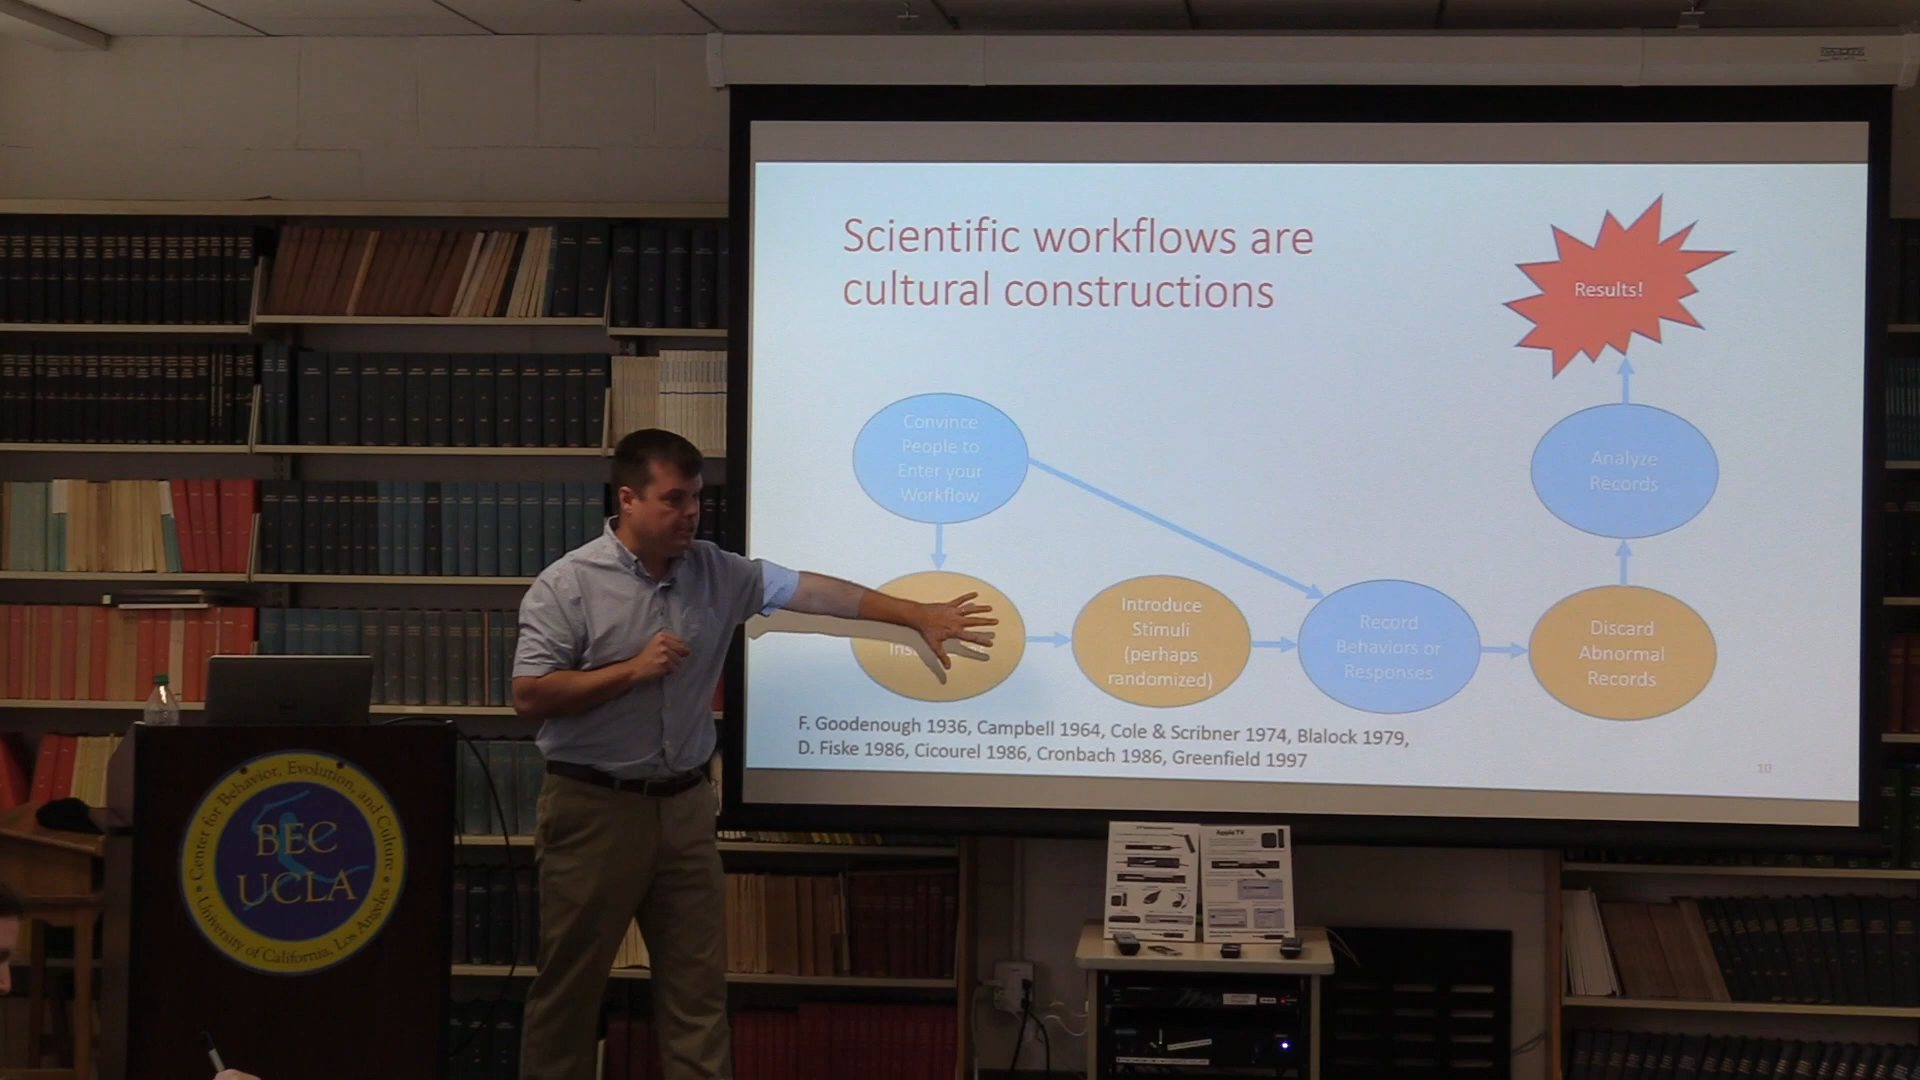 Scientific workflows are
cultural constructions
Results!
Convince
People to
Enter your
Workflow
Analyze
Records
Introduce
Stimuli
(perhaps
randomized)
Record
Behaviors or
Responses
Discard
Abnormal
Records
F. Goodenough 1936, Campbell 1964, Cole & Scribner 1974, Blalock 1979,
D. Fiske 1986, Cicourel 1986, Cronbach 1986, Greenfield 1997
10
Center for Behavior, Evolution, and Culture
BEC
UCLA
University of California, Los Angeles
Apple TV